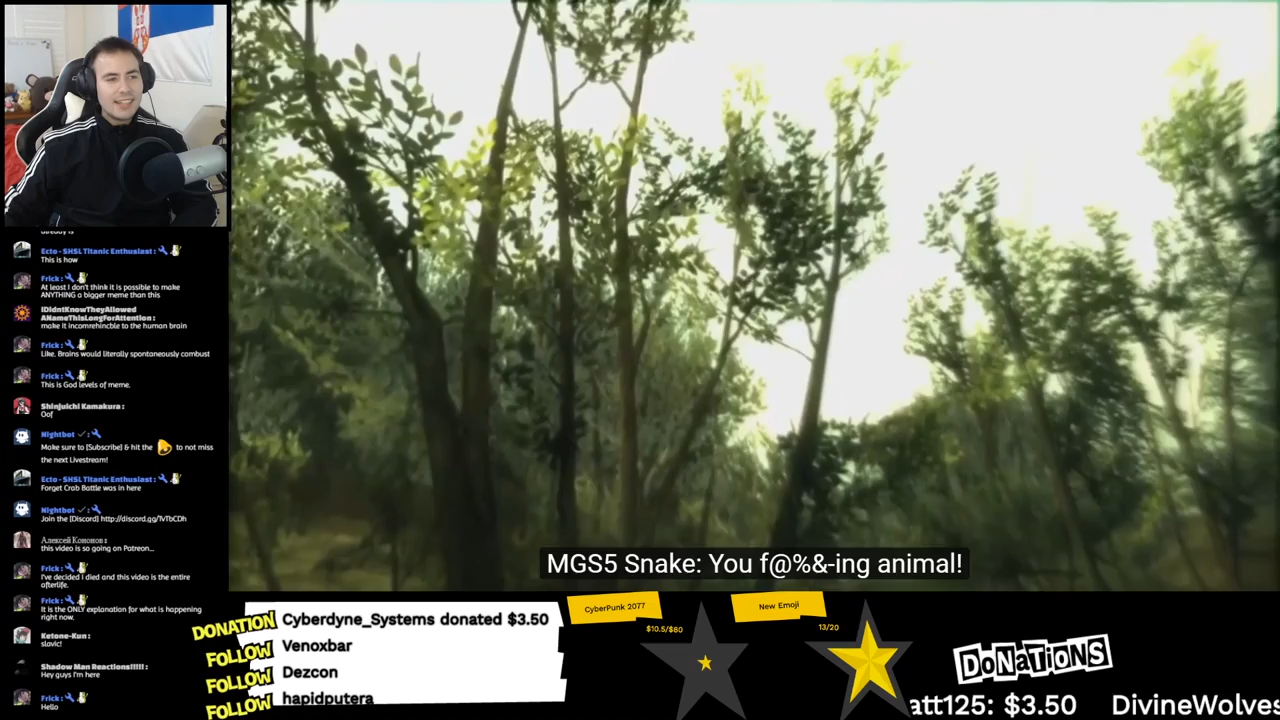 already is
Ecto - SHSL Titanic Enthusiast :
This is how
Frick :
At least I don't think it is possible to make
ANYTHING a bigger meme than this
IDidntKnowTheyAllowed
ANameThisLongForAttention :
make it incomrehincble to the human brain
Frick :
Like. Brains would literally spontaneously combust
Frick :
This is God levels of meme.
Shinjuichi Kamakura :
Oof
Nightbot ✓ :
Make sure to [Subscribe] & hit the to not miss
the next Livestream!
Ecto - SHSL Titanic Enthusiast :
Forget Crab Battle was in here
Nightbot ✓ :
Join the [Discord] http://discord.gg/TvTbCDh
Алексей Кононов :
this video is so going on Patreon...
Frick :
I've decided I died and this video is the entire
afterlife.
Frick :
It is the ONLY explanation for what is happening
right now.
Ketone-Kun :
slavic!
Shadow Man Reactions!!!!! :
Hey guys I'm here
Frick :
Hello
MGS5 Snake: You f@%&-ing animal!
DONATION Cyberdyne_Systems donated $3.50
FOLLOW Venoxbar
FOLLOW Dezcon
FOLLOW hapidputera
CyberPunk 2077
$10.5/$80
New Emoji
13/20
DONATIONS
att125: $3.50 DivineWolves